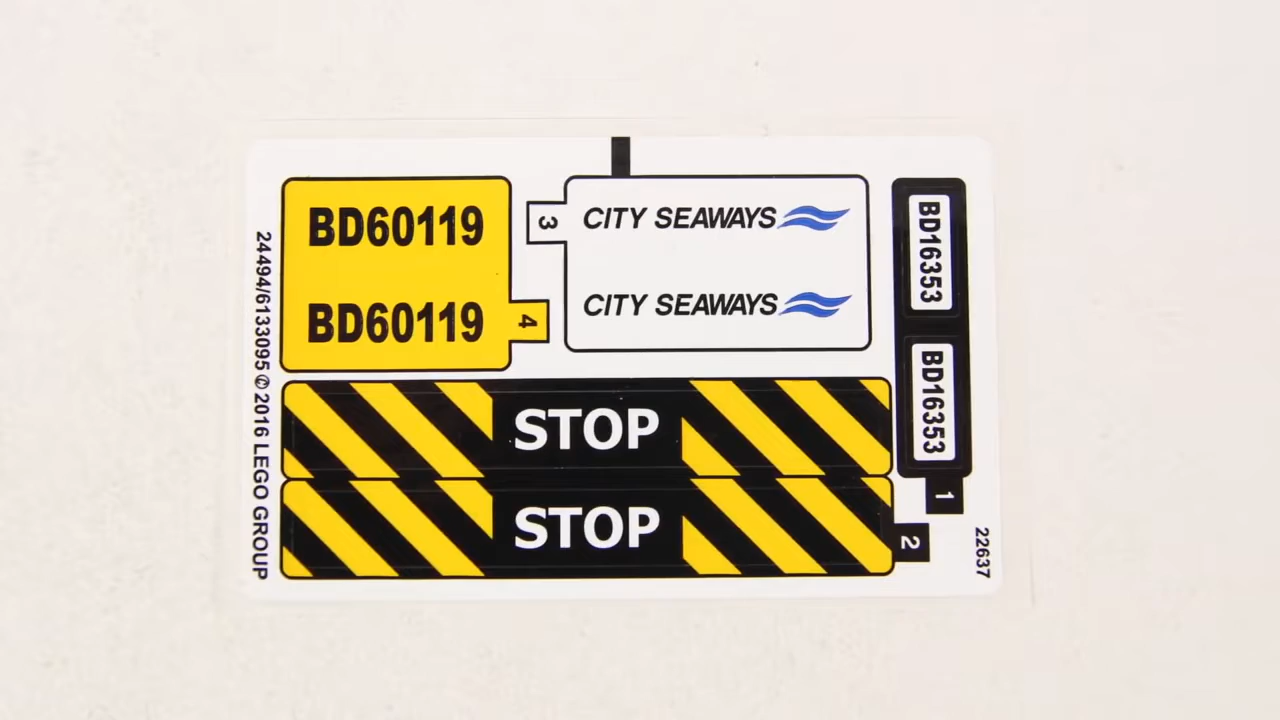 24494/6133095 ©2016 LEGO GROUP
BD60119
BD60119
4
3
CITY SEAWAYS
CITY SEAWAYS
BD16353
BD16353
1
STOP
STOP
2
22637